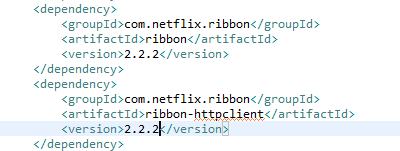 <dependency>
<groupId>com.netflix.ribbon</groupId>
<artifactId>ribbon</artifactId>
<version>2.2.2</version>
</dependency>
<dependency>
<groupId>com.netflix.ribbon</groupId>
<artifactId>ribbon-httpclient</artifactId>
<version>2.2.2</version>
</dependency>